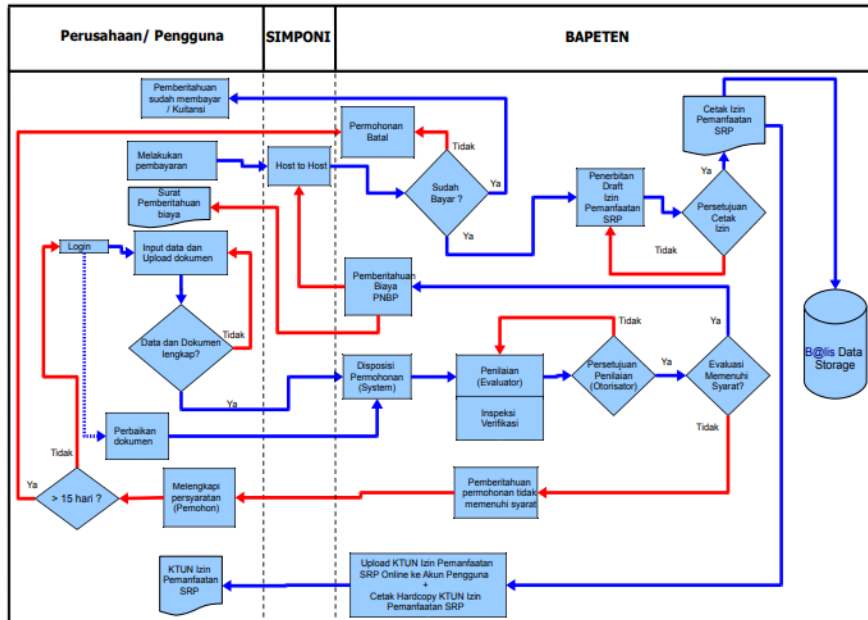 Perusahaan/ Pengguna
SIMPONI
BAPETEN
Pemberitahuan
sudah membayar
/ Kuitansi
Permohonan
Batal
Tidak
Cetak Izin
Pemanfaatan
SRP
Melakukan
pembayaran
Host to Host
Sudah
Bayar ?
Ya
Ya
Penerbitan
Draft
Izin
Pemanfaatan
SRP
Ya
Persetujuan
Cetak
Izin
Tidak
Surat
Pemberitahuan
biaya
Login
Input data dan
Upload dokumen
Tidak
Data dan Dokumen
lengkap?
Ya
Pemberitahuan
Biaya
PNBP
Disposisi
Permohonan
(System)
Penilaian
(Evaluator)
Inspeksi
Verifikasi
Tidak
Persetujuan
Penilaian
(Otorisator)
Ya
Ya
Evaluasi
Memenuhi
Syarat?
Tidak
B@lis Data
Storage
Perbaikan
dokumen
Tidak
Ya
> 15 hari ?
Melengkapi
persyaratan
(Pemohon)
Pemberitahuan
permohonan tidak
memenuhi syarat
KTUN Izin
Pemanfaatan
SRP
Upload KTUN Izin Pemanfaatan
SRP Online ke Akun Pengguna
+
Cetak Hardcopy KTUN Izin
Pemanfaatan SRP